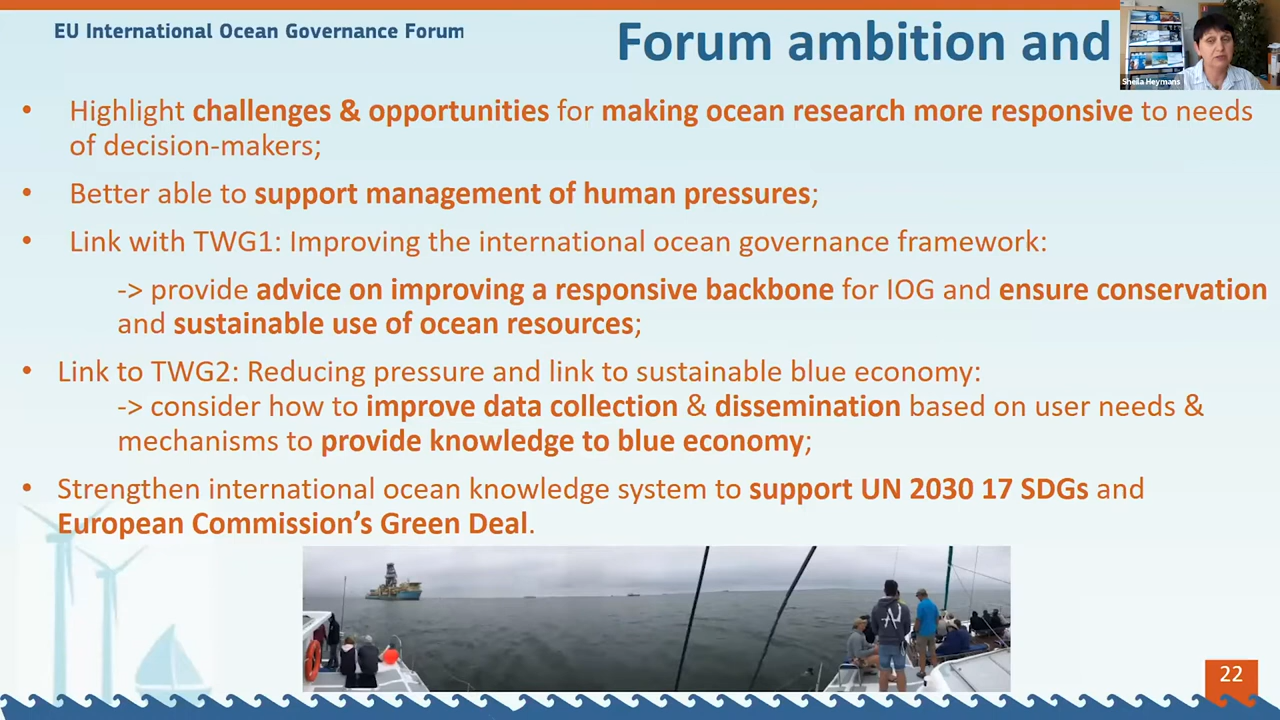 EU International Ocean Governance Forum
Forum ambition and
Sheila Heymans
• Highlight challenges & opportunities for making ocean research more responsive to needs
of decision-makers;
• Better able to support management of human pressures;
• Link with TWG1: Improving the international ocean governance framework:
-> provide advice on improving a responsive backbone for IOG and ensure conservation
and sustainable use of ocean resources;
• Link to TWG2: Reducing pressure and link to sustainable blue economy:
-> consider how to improve data collection & dissemination based on user needs &
mechanisms to provide knowledge to blue economy;
• Strengthen international ocean knowledge system to support UN 2030 17 SDGs and
European Commission’s Green Deal.
22